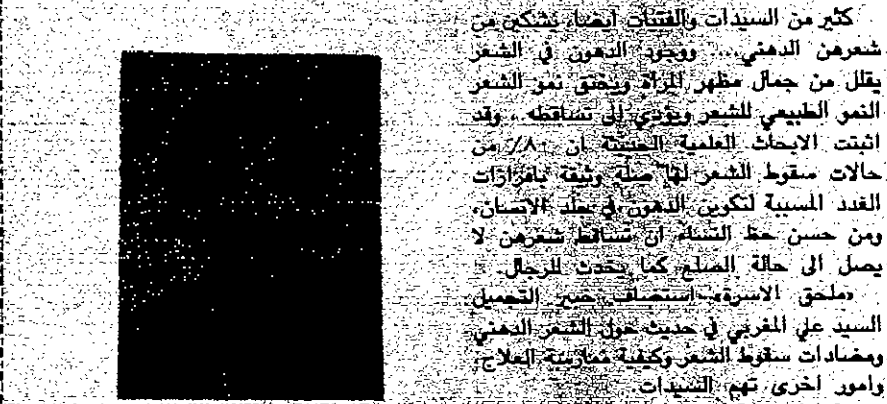 كثير من السيدات والفتيات ايضا، يشكين من
شعرهن الدهني... ووجود الدهون في الشعر
يقلل من جمال مظهر المرأة ويخنق نمو الشعر
النمو الطبيعي للشعر ويؤدي إلى تساقطه، وقد
اثبتت الابحاث العلمية الحديثة ان ٨٠٪ من
حالات سقوط الشعر لها صلة وثيقة بافرازات
الغدد المسببة لتكوين الدهون في جلد الانسان،
ومن حسن حظ النساء ان تساقط شعرهن لا
يصل الى حالة الصلع كما يحدث للرجال.
«ملحق الاسرة» استضاف خبير التجميل
السيد علي المغربي في حديث حول الشعر الدهني
ومضادات سقوط الشعر وكيفية ممارسة العلاج
وامور اخرى تهم السيدات.